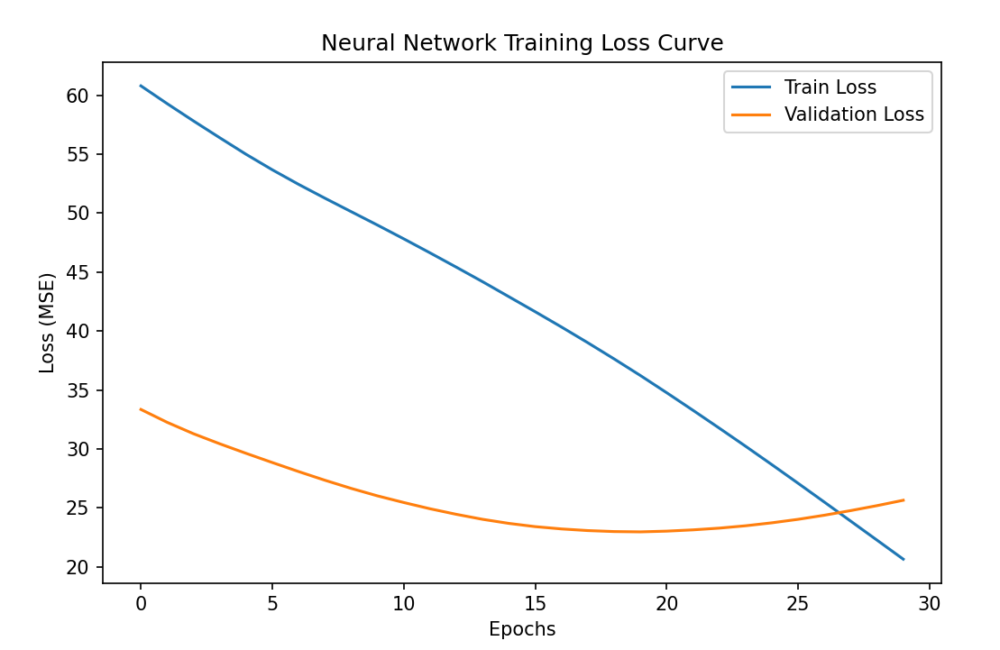 Neural Network Training Loss Curve
Train Loss
Validation Loss
60
55
50
45
40
35
30
25
20
Loss (MSE)
0 5 10 15 20 25 30
Epochs